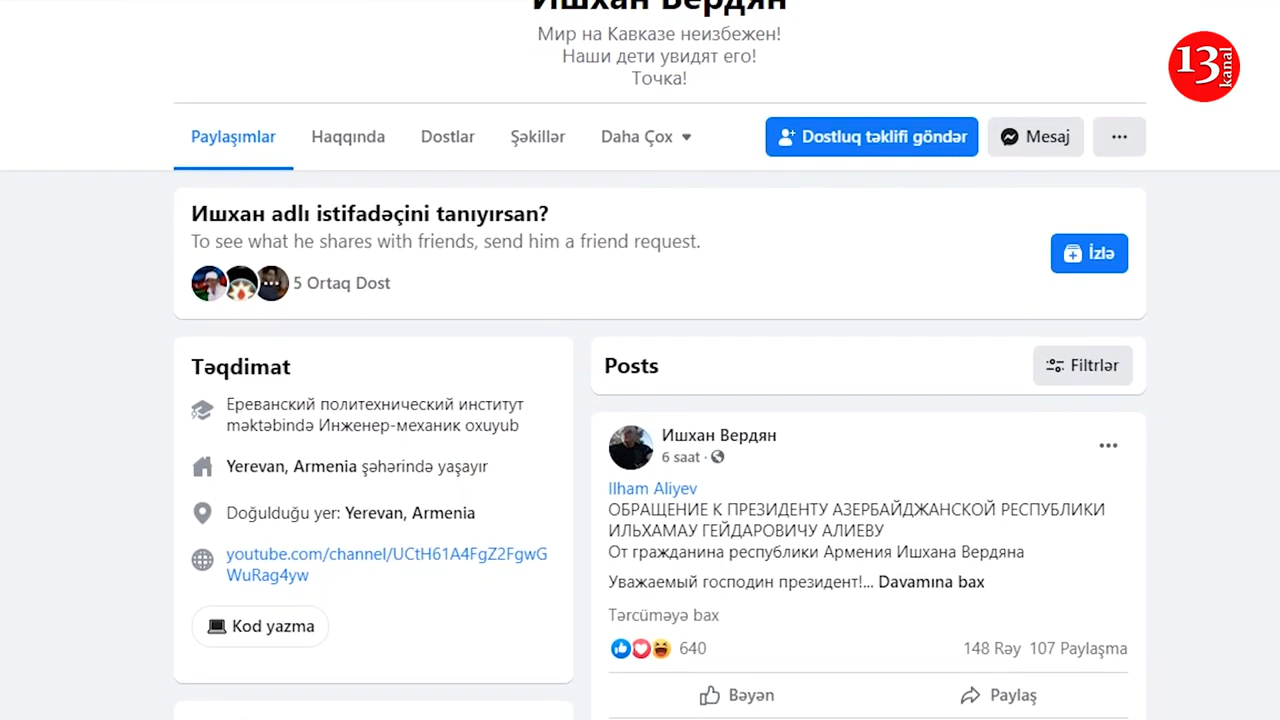 Ишхан Вердян
Мир на Кавказе неизбежен!
Наши дети увидят его!
Точка!
13 kanal
Paylaşımlar
Haqqında
Dostlar
Şəkillər
Daha Çox
Dostluq təklifi göndər
Mesaj
Ишхан adlı istifadəçini tanıyırsan?
To see what he shares with friends, send him a friend request.
İzlə
5 Ortaq Dost
Təqdimat
Ереванский политехнический институт
məktəbində Инженер-механик oxuyub
Yerevan, Armenia şəhərində yaşayır
Doğulduğu yer: Yerevan, Armenia
youtube.com/channel/UCtH61A4FgZ2FgwG
WuRag4yw
Kod yazma
Posts
Filtrlər
Ишхан Вердян
6 saat ·
Ilham Aliyev
ОБРАЩЕНИЕ К ПРЕЗИДЕНТУ АЗЕРБАЙДЖАНСКОЙ РЕСПУБЛИКИ
ИЛЬХАМАУ ГЕЙДАРОВИЧУ АЛИЕВУ
От гражданина республики Армения Ишхана Вердяна
Уважаемый господин президент!... Davamına bax
Tərcüməyə bax
640
148 Rəy 107 Paylaşma
Bəyən
Paylaş